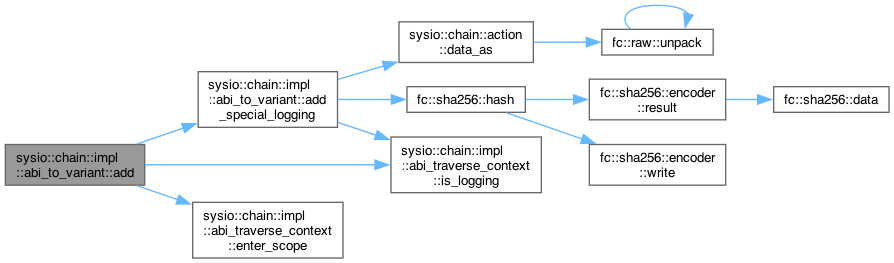 sysio::chain::impl
::abi_to_variant::add
sysio::chain::impl
::abi_to_variant::add
_special_logging
sysio::chain::action
::data_as
fc::raw::unpack
fc::sha256::hash
fc::sha256::encoder
::result
fc::sha256::data
fc::sha256::encoder
::write
sysio::chain::impl
::abi_traverse_context
::is_logging
sysio::chain::impl
::abi_traverse_context
::enter_scope